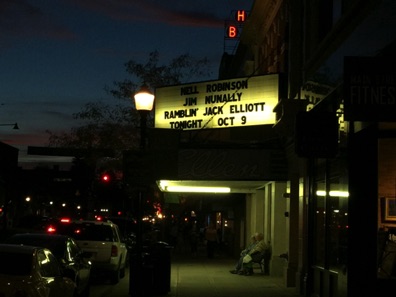 H
B
NELL ROBINSON
JIM NUNALLY
RAMBLIN' JACK ELLIOTT
TONIGHT / OCT 9
FITNESS